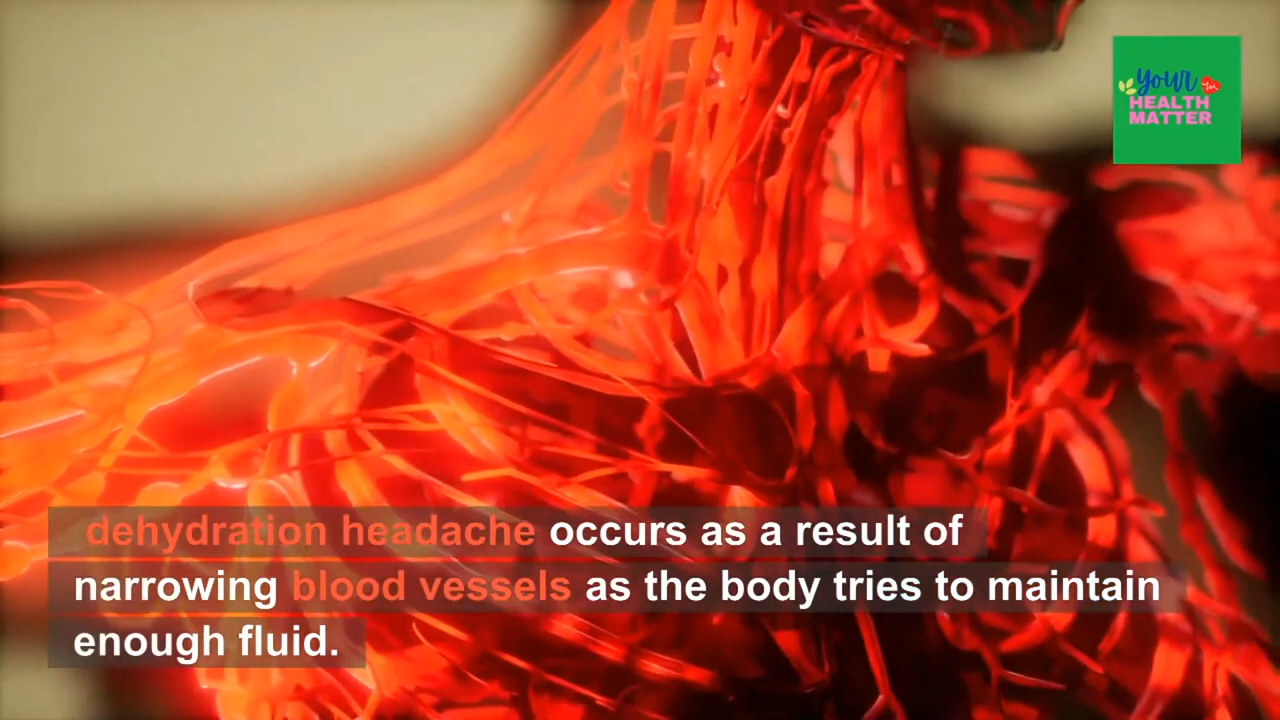 your
HEALTH
MATTER
dehydration headache occurs as a result of
narrowing blood vessels as the body tries to maintain
enough fluid.